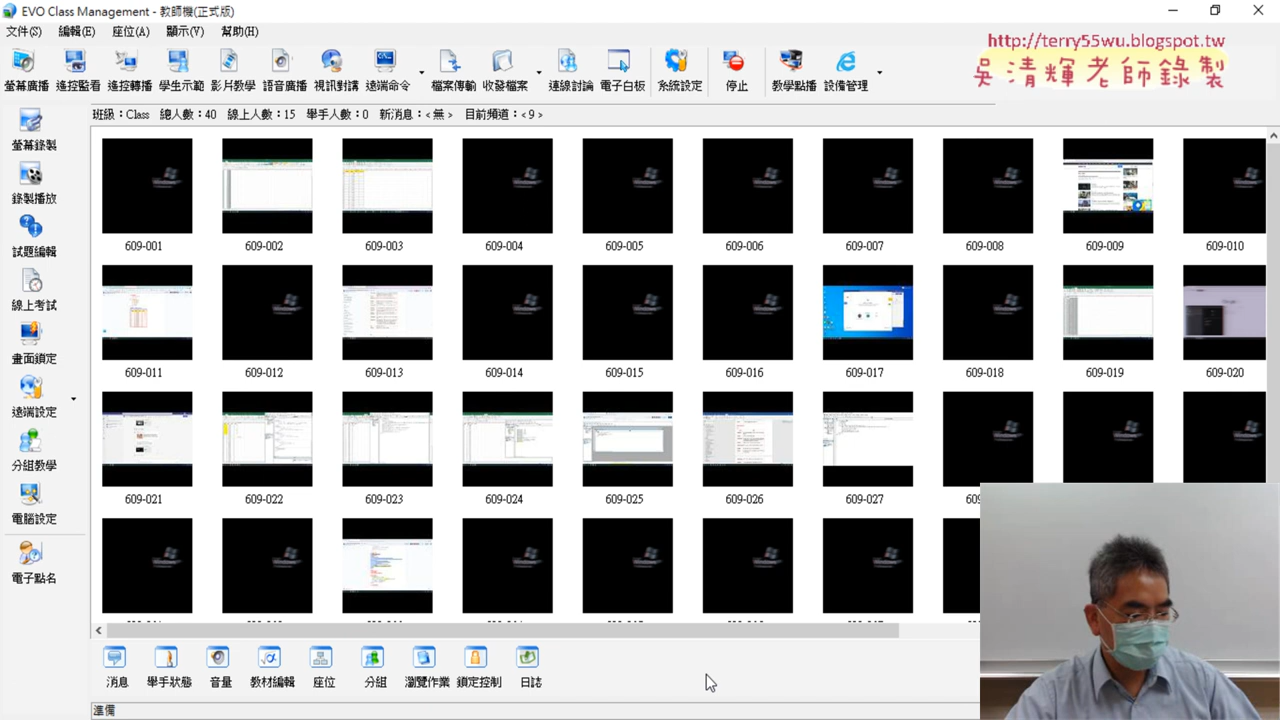 EVO Class Management - 教師機(正式版)
文件(S) 編輯(E) 座位(A) 顯示(V) 幫助(H)
http://terry55wu.blogspot.tw
吳清輝老師錄製
螢幕廣播 遙控監看 遙控轉播 學生示範 影片教學 語音廣播 視訊對講 遠端命令 檔案傳輸 收發檔案 連線討論 電子白板 系統設定 停止 教學點播 設備管理
班級：Class 總人數：40 線上人數：15 舉手人數：0 新消息：< 無 > 目前頻道：< 9 >
螢幕錄製
錄製播放
試題編輯
線上考試
畫面鎖定
遠端設定
分組教學
電腦設定
電子點名
609-001 609-002 609-003 609-004 609-005 609-006 609-007 609-008 609-009 609-010
609-011 609-012 609-013 609-014 609-015 609-016 609-017 609-018 609-019 609-020
609-021 609-022 609-023 609-024 609-025 609-026 609-027
消息 舉手狀態 音量 教材編輯 座位 分組 瀏覽作業 鎖定控制 日誌
準備